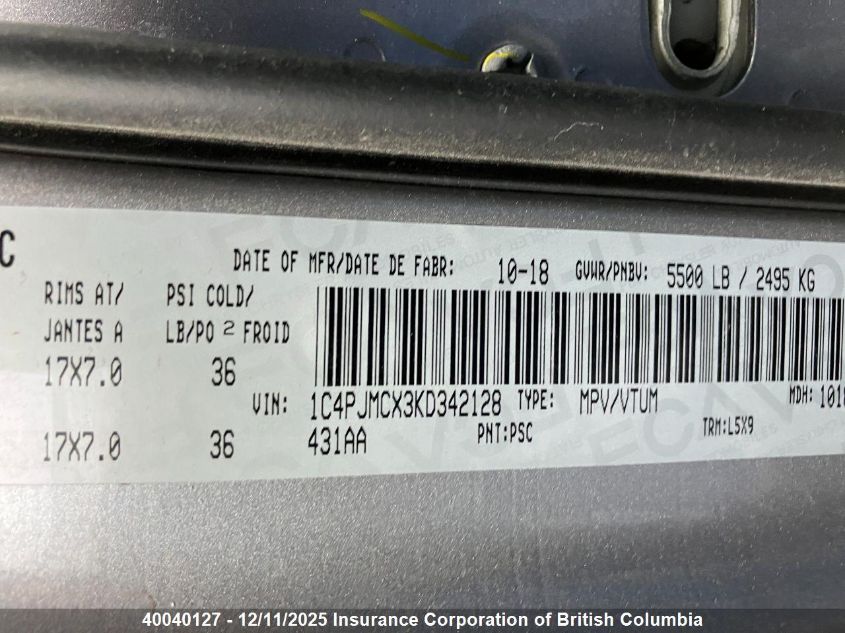 C
DATE OF MFR/DATE DE FABR: 10-18 GVWR/PNBV: 5500 LB / 2495 KG
RIMS AT/ PSI COLD/
JANTES A LB/PO 2 FROID
17X7.0 36
VIN: 1C4PJMCX3KD342128 TYPE: MPV/VTUM MDH: 1018
17X7.0 36 431AA PNT:PSC TRM:L5X9
40040127 - 12/11/2025 Insurance Corporation of British Columbia